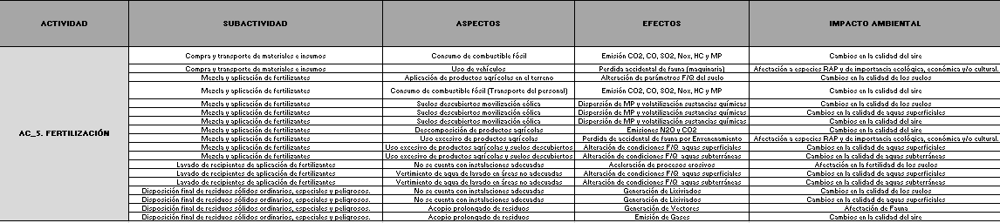 ACTIVIDAD SUBACTIVIDAD ASPECTOS EFECTOS IMPACTO AMBIENTAL
AC_5. FERTILIZACIÓN
Compra y transporte de materiales e insumos Consumo de combustible fósil Emisión CO2, CO, SO2, Nox, HC y MP Cambios en la calidad del aire
Compra y transporte de materiales e insumos Uso de vehículos Perdida accidental de fauna (maquinaria) Afectación a especies RAP y de importancia ecológica, económica y/o cultural.
Mezcla y aplicación de fertilizantes Aplicación de productos agrícolas en el terreno Alteración de parámetros F/Q del suelo Cambios en la calidad de los suelos
Mezcla y aplicación de fertilizantes Consumo de combustible fósil (Transporte del personal) Emisión CO2, CO, SO2, Nox, HC y MP Cambios en la calidad del aire
Mezcla y aplicación de fertilizantes Suelos descubiertos movilización eólica Dispersión de MP y volatilización sustancias químicas Cambios en la calidad de los suelos
Mezcla y aplicación de fertilizantes Suelos descubiertos movilización eólica Dispersión de MP y volatilización sustancias químicas Cambios en la calidad de aguas superficiales
Mezcla y aplicación de fertilizantes Suelos descubiertos movilización eólica Dispersión de MP y volatilización sustancias químicas Cambios en la calidad del aire
Mezcla y aplicación de fertilizantes Descomposición de productos agrícolas Emisiones N2O y CO2 Cambios en la calidad del aire
Mezcla y aplicación de fertilizantes Uso excesivo de productos agrícolas Perdida de accidental de fauna por Envenenamiento Afectación a especies RAP y de importancia ecológica, económica y/o cultural.
Mezcla y aplicación de fertilizantes Uso excesivo de productos agrícolas y suelos descubiertos Alteración de condiciones F/Q aguas superficiales Cambios en la calidad de aguas superficiales
Mezcla y aplicación de fertilizantes Uso excesivo de productos agrícolas y suelos descubiertos Alteración de condiciones F/Q aguas subterráneas Cambios en la calidad de aguas subterráneas
Lavado de recipientes de aplicación de fertilizantes No se cuenta con instalaciones adecuadas Aceleración de procesos erosivos Afectación en la fertilidad de los suelos
Lavado de recipientes de aplicación de fertilizantes Vertimiento de agua de lavado en áreas no adecuadas Alteración de condiciones F/Q aguas superficiales Cambios en la calidad de aguas superficiales
Lavado de recipientes de aplicación de fertilizantes Vertimiento de agua de lavado en áreas no adecuadas Alteración de condiciones F/Q aguas subterráneas Cambios en la calidad de aguas subterráneas
Disposición final de residuos sólidos ordinarios, especiales y peligrosos. No se cuenta con instalaciones adecuadas Generación de Lixiviados Cambios en la calidad de los suelos
Disposición final de residuos sólidos ordinarios, especiales y peligrosos. No se cuenta con instalaciones adecuadas Generación de Lixiviados Cambios en la calidad de aguas superficiales
Disposición final de residuos sólidos ordinarios, especiales y peligrosos. Acopio prolongado de residuos Generación de Vectores Afectación de Fauna
Disposición final de residuos sólidos ordinarios, especiales y peligrosos. Acopio prolongado de residuos Emisión de Gases Cambios en la calidad del aire